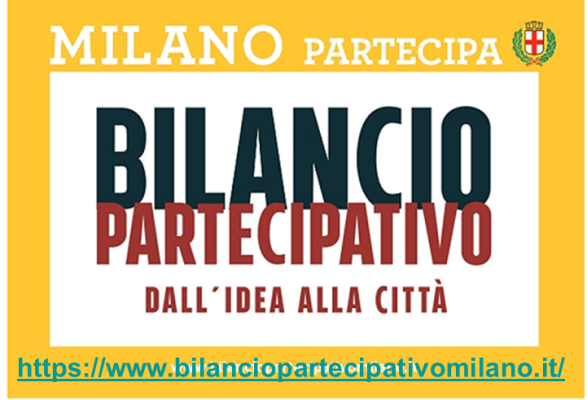 MILANO PARTECIPA
BILANCIO
PARTECIPATIVO
DALL´IDEA ALLA CITTÀ
https://www.bilanciopartecipativomilano.it/